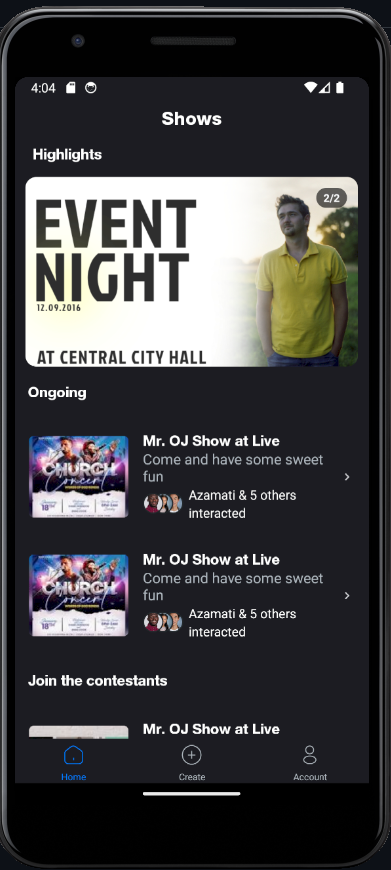 4:04
Shows
Highlights
2/2
EVENT
NIGHT
12.09.2016
AT CENTRAL CITY HALL
Ongoing
Mr. OJ Show at Live
Come and have some sweet
fun
Azamati & 5 others
interacted
CHURCH
Concert
Mr. OJ Show at Live
Come and have some sweet
fun
Azamati & 5 others
interacted
CHURCH
Concert
Join the contestants
Mr. OJ Show at Live
Home
Create
Account